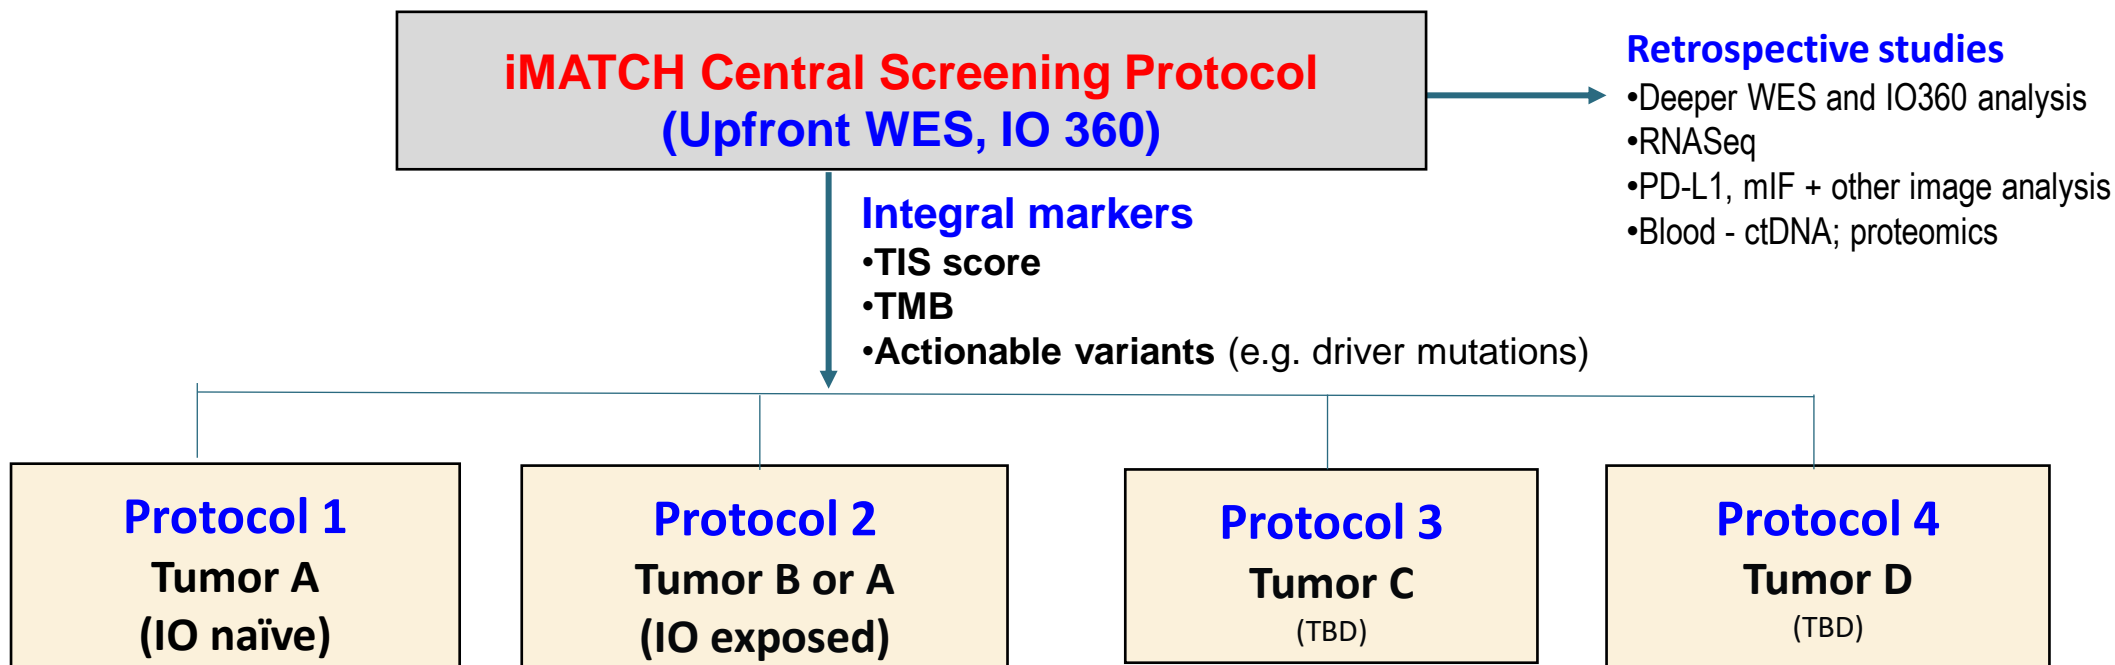 iMATCH Central Screening Protocol
(Upfront WES, IO 360)
Retrospective studies
•Deeper WES and IO360 analysis
•RNASeq
•PD-L1, mIF + other image analysis
•Blood - ctDNA; proteomics
Integral markers
•TIS score
•TMB
•Actionable variants (e.g. driver mutations)
Protocol 1
Tumor A
(IO naïve)
Protocol 2
Tumor B or A
(IO exposed)
Protocol 3
Tumor C
(TBD)
Protocol 4
Tumor D
(TBD)